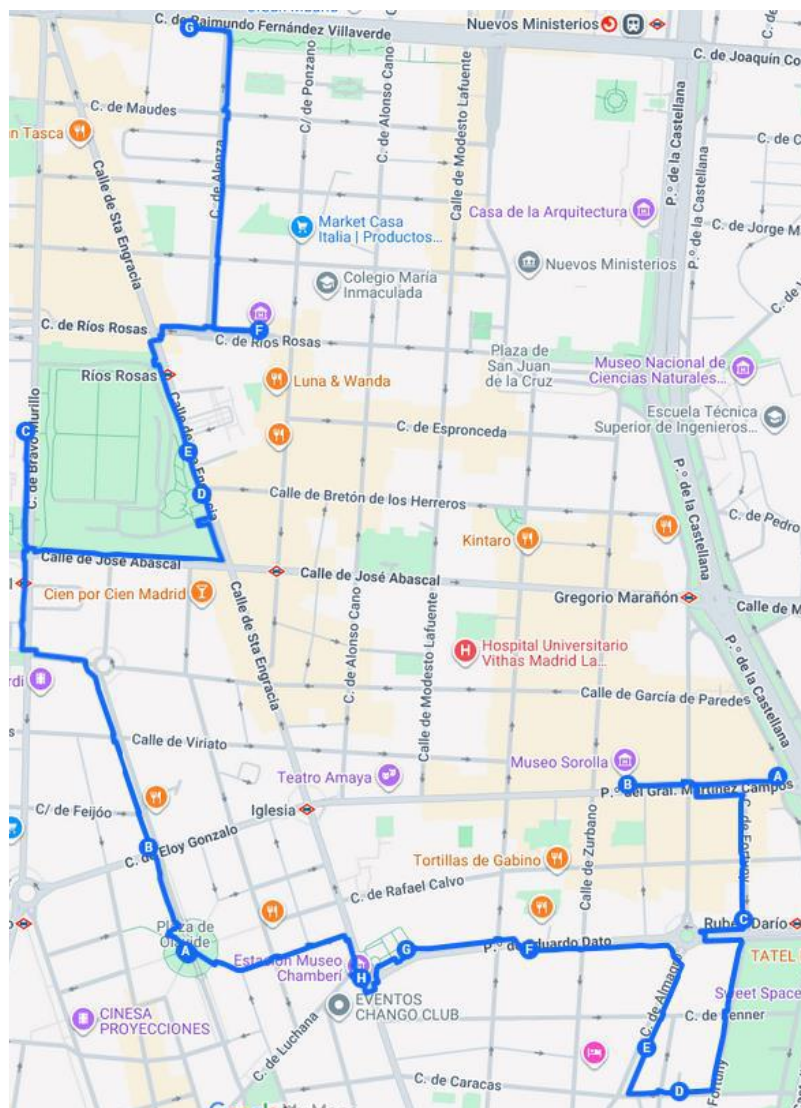 C. de Raimundo Fernández Villaverde
Nuevos Ministerios
C. de Joaquín Co
G
C. de Maudes
C/ de Ponzano
C. de Alonso Cano
Calle de Modesto Lafuente
P.º de la Castellana
P.º de la Castellana
n Tasca
Calle de Sta Engracia
C. de Alenza
Casa de la Arquitectura
Market Casa
Italia | Productos...
C. de Jorge M
Colegio María
Inmaculada
Nuevos Ministerios
C. de Ríos Rosas
F
C. de Ríos Rosas
Plaza de
San Juan
de la Cruz
Museo Nacional de
Ciencias Naturales...
Ríos Rosas
Luna & Wanda
Escuela Técnica
Superior de Ingenieros...
C
C. de Bravo Murillo
C. de Espronceda
E
D
Calle de Bretón de los Herreros
P.º de la Castellana
C. de Pedro
Kintaro
Calle de José Abascal
Calle de José Abascal
Cien por Cien Madrid
Gregorio Marañón
Calle de M
Calle de Sta Engracia
C. de Alonso Cano
Calle de Modesto Lafuente
H
Hospital Universitario
Vithas Madrid La...
P.º de la Castellana
rdi
Calle de García de Paredes
Calle de Viriato
Teatro Amaya
Museo Sorolla
B
A
P.º del Gral. Martínez Campos
C/ de Feijóo
Iglesia
B
C. de Eloy Gonzalo
Tortillas de Gabino
Calle de Zurbano
C. de Fortuny
C. de Rafael Calvo
Plaza de
Olavide
A
C
Rubén Darío
Estación Museo
Chamberí
G
F
P.º de Eduardo Dato
TATEL
H
C. de Almagro
Sweet Space
CINESA
PROYECCIONES
EVENTOS
CHANGO CLUB
C. de Luchana
E
C. de Caracas
D
Fortuny